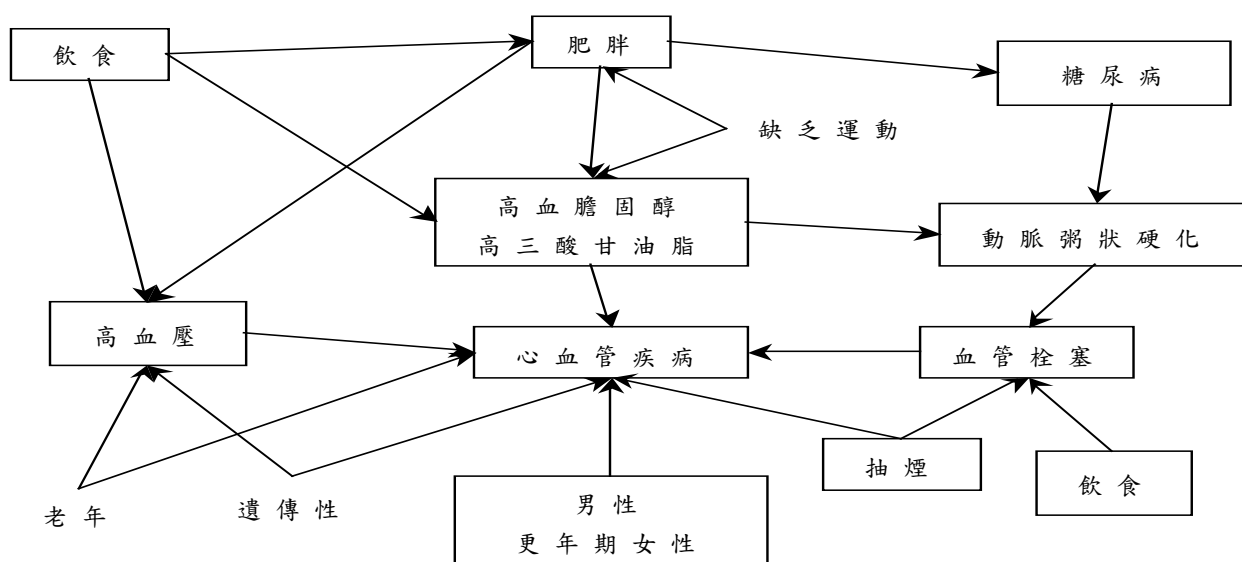 飲食
肥胖
糖尿病
缺乏運動
高血膽固醇
高三酸甘油脂
動脈粥狀硬化
高血壓
心血管疾病
血管栓塞
抽煙
飲食
老年
遺傳性
男性
更年期女性